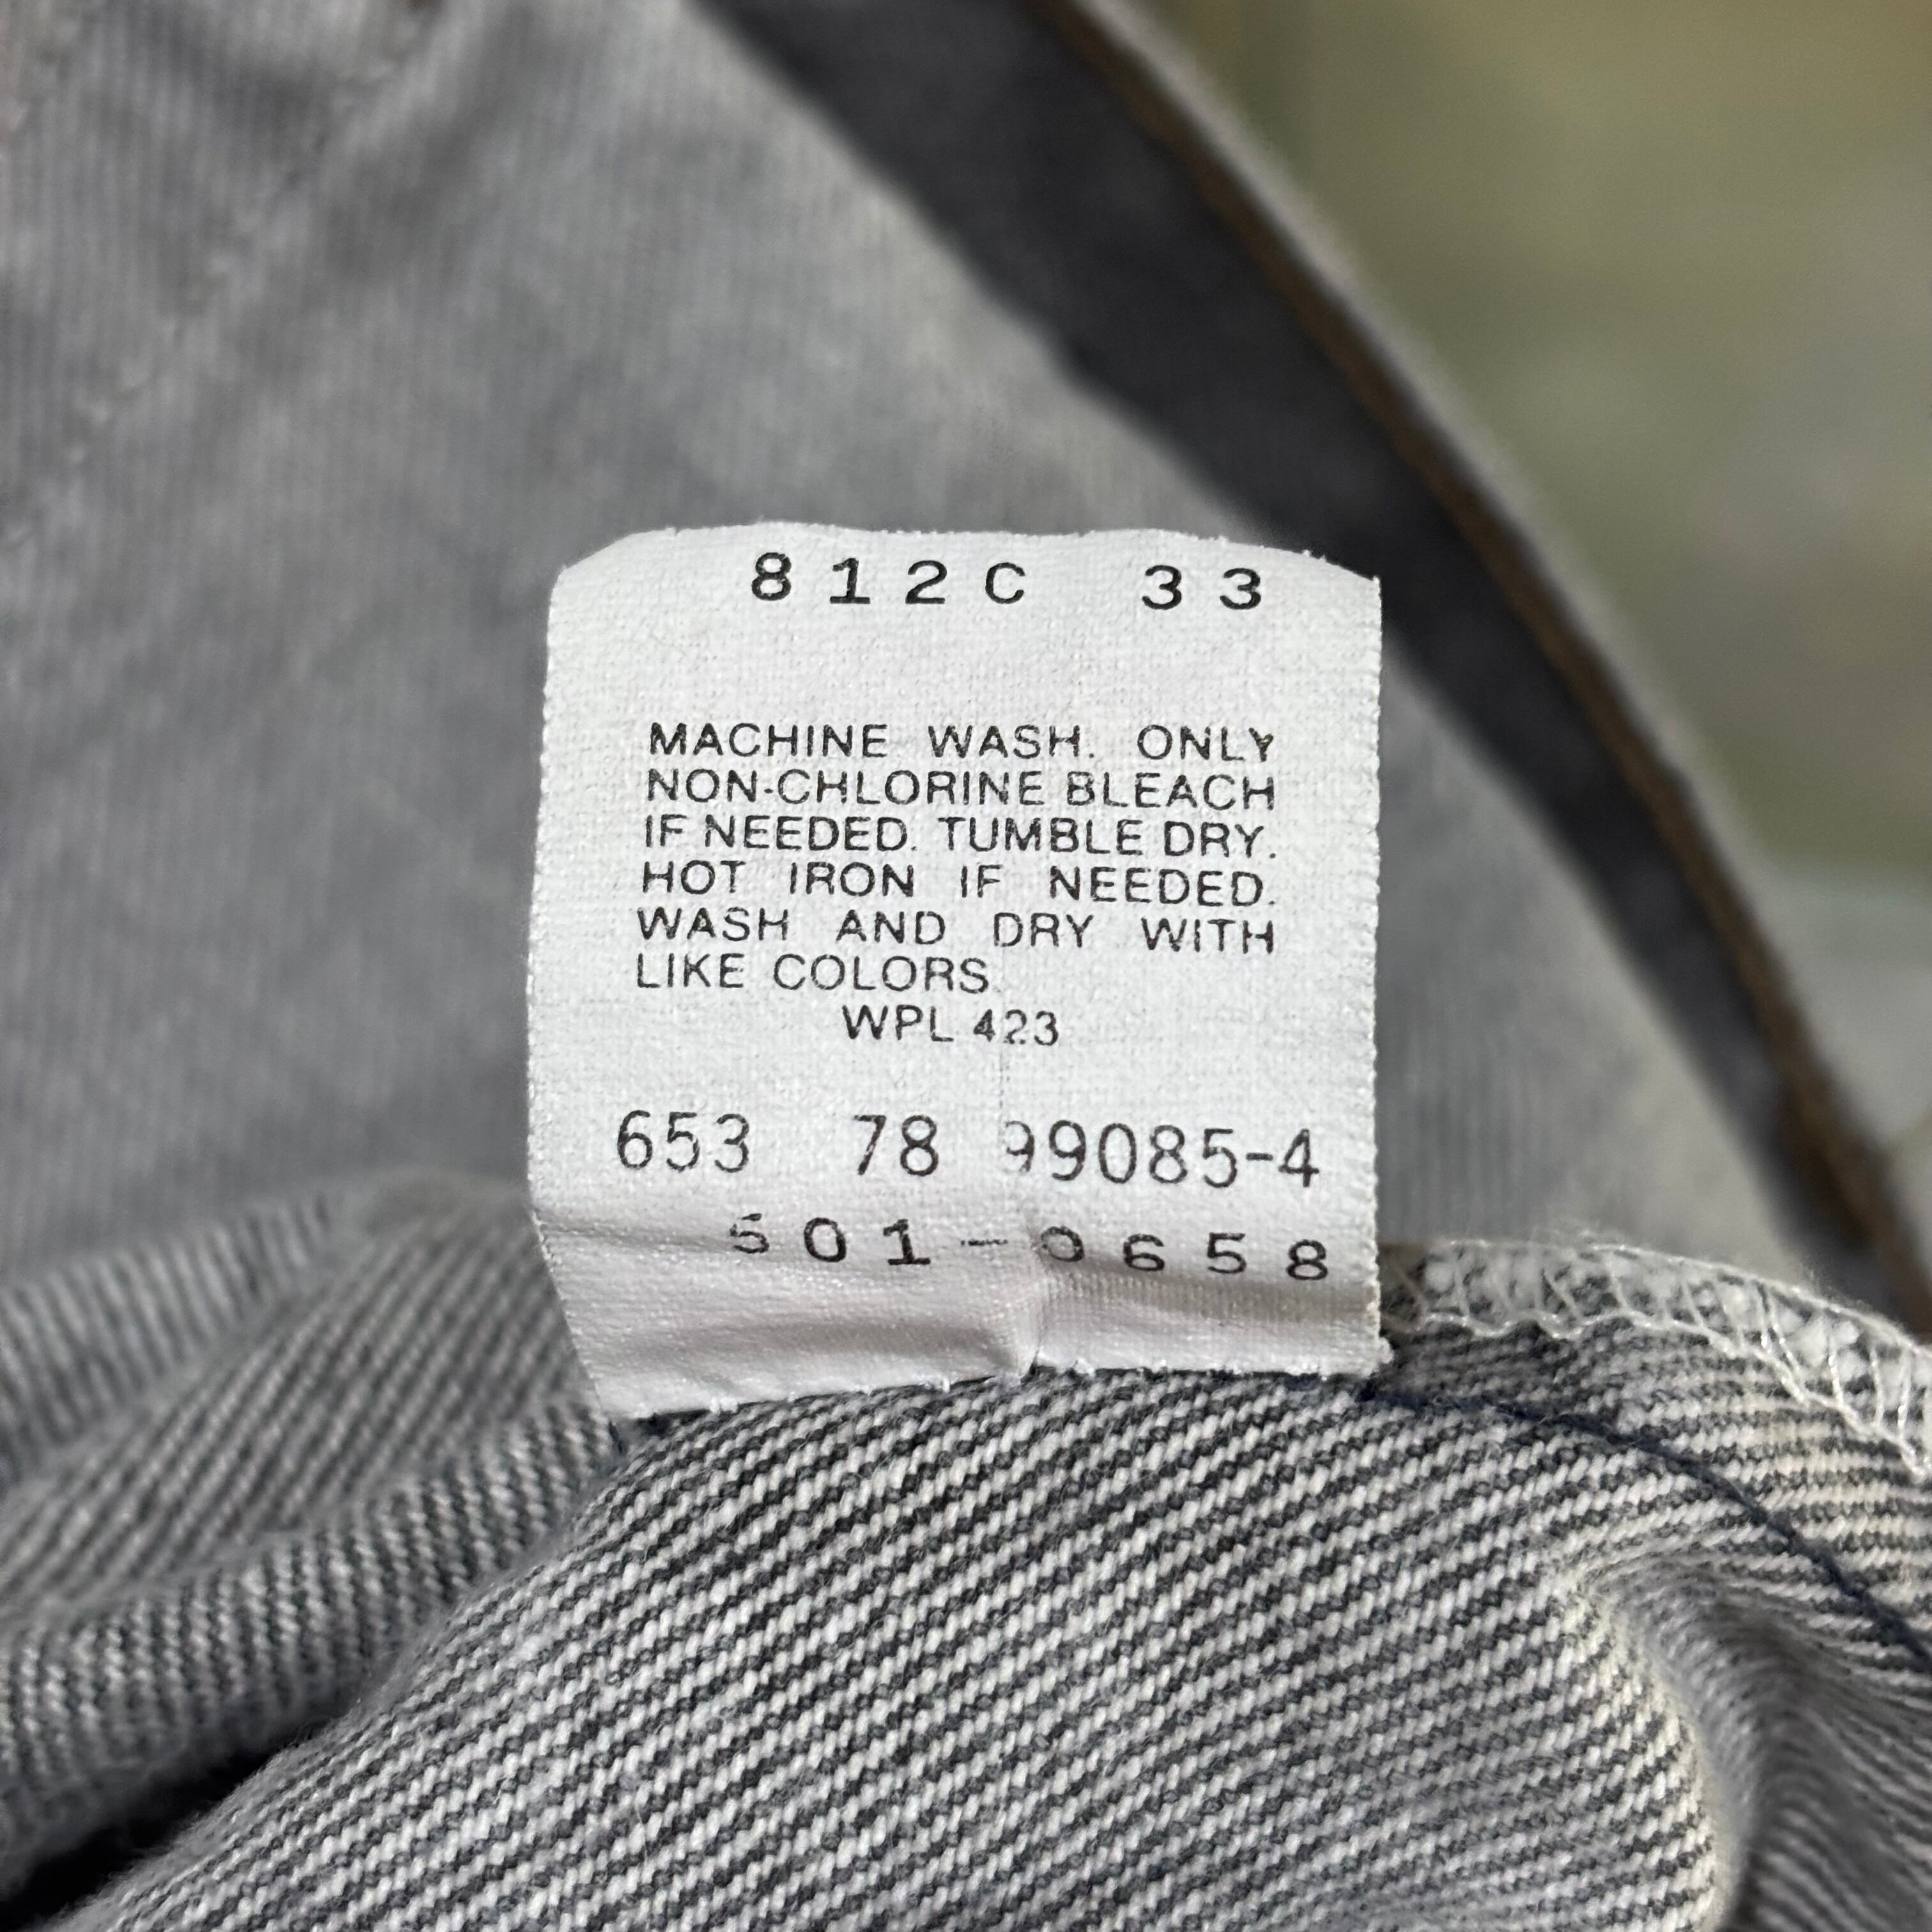 812C 33
MACHINE WASH. ONLY
NON-CHLORINE BLEACH
IF NEEDED. TUMBLE DRY.
HOT IRON IF NEEDED.
WASH AND DRY WITH
LIKE COLORS.
WPL 423
653 78 99085-4
501-0658